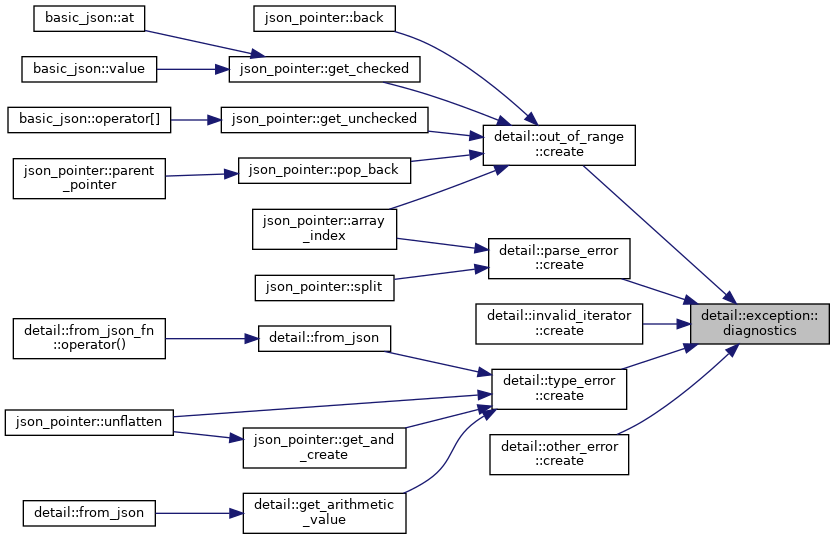 basic_json::at
json_pointer::back
basic_json::value
json_pointer::get_checked
basic_json::operator[]
json_pointer::get_unchecked
detail::out_of_range
::create
json_pointer::parent
_pointer
json_pointer::pop_back
json_pointer::array
_index
detail::parse_error
::create
json_pointer::split
detail::exception::
diagnostics
detail::invalid_iterator
::create
detail::from_json_fn
::operator()
detail::from_json
detail::type_error
::create
json_pointer::unflatten
json_pointer::get_and
_create
detail::other_error
::create
detail::from_json
detail::get_arithmetic
_value